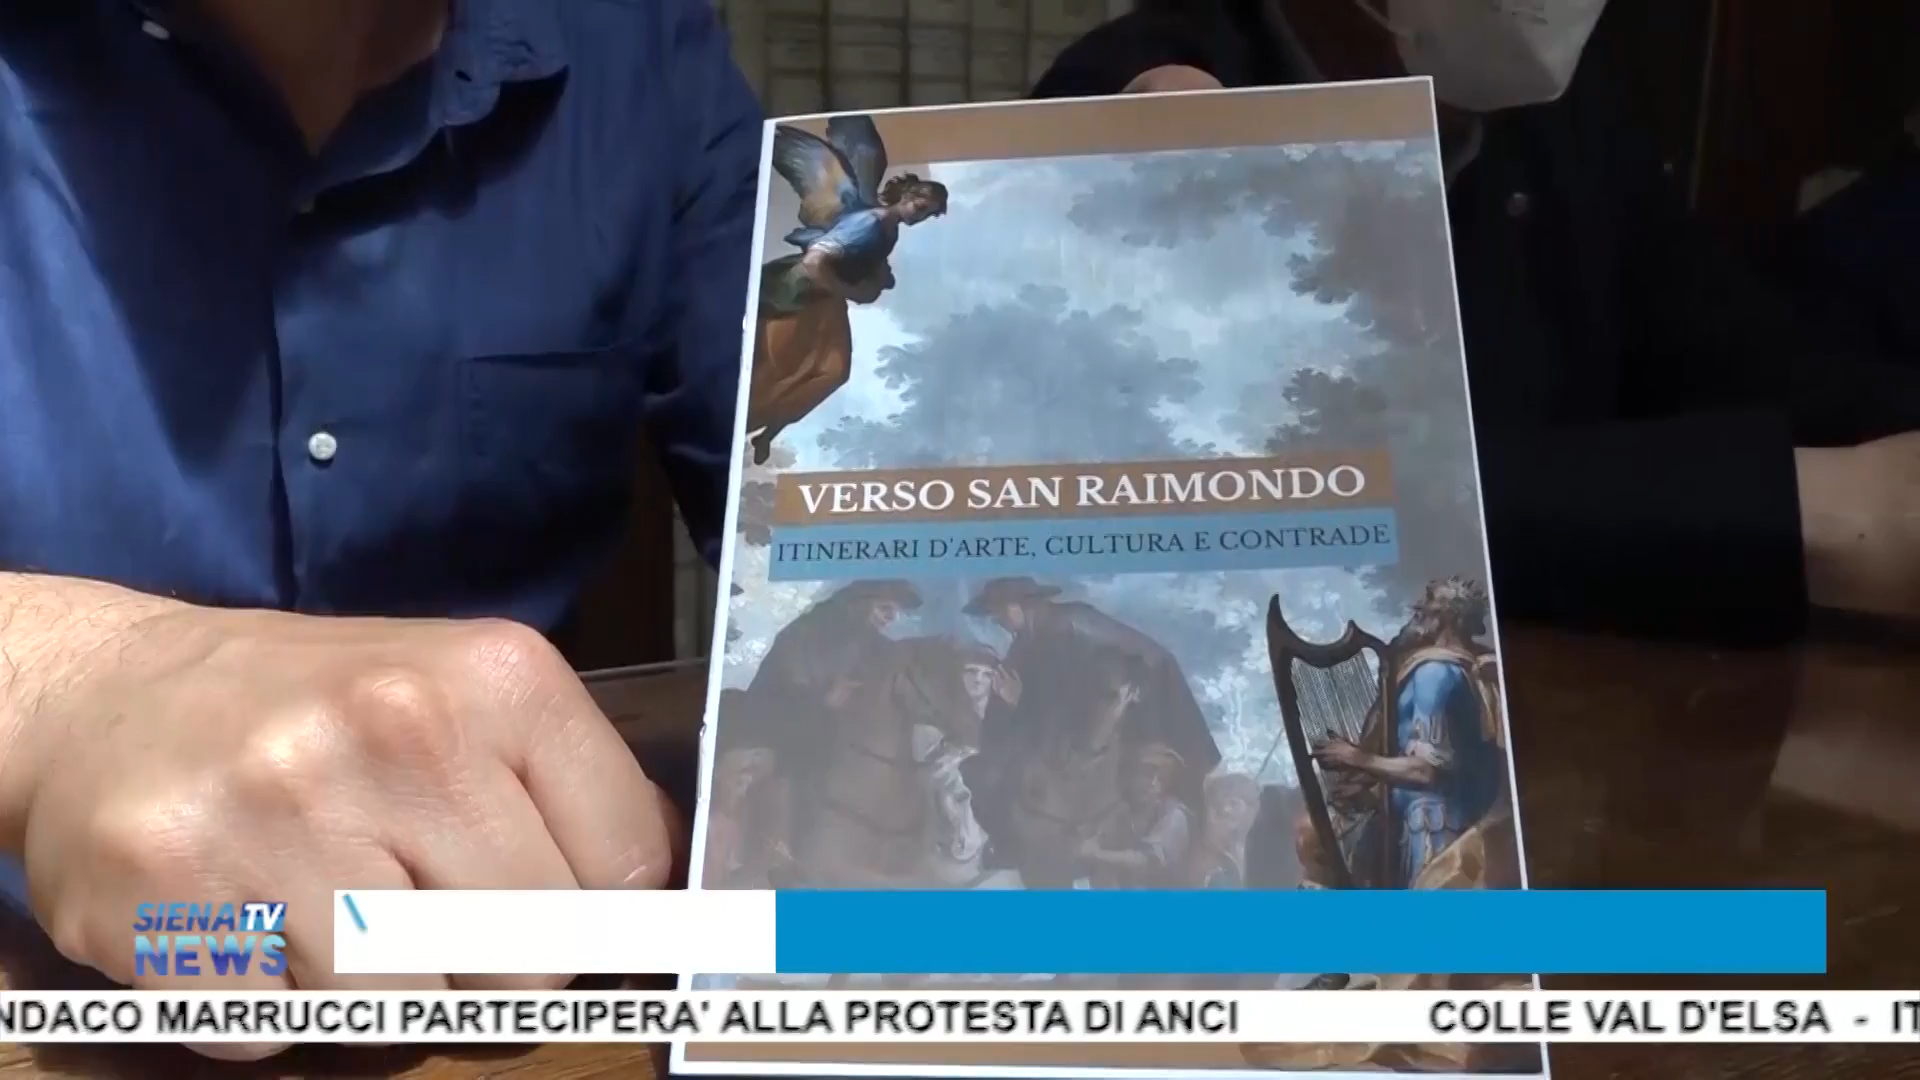 VERSO SAN RAIMONDO
ITINERARI D'ARTE, CULTURA E CONTRADE
SIENA TV
NEWS
NDACO MARRUCCI PARTECIPERA' ALLA PROTESTA DI ANCI COLLE VAL D'ELSA - IT